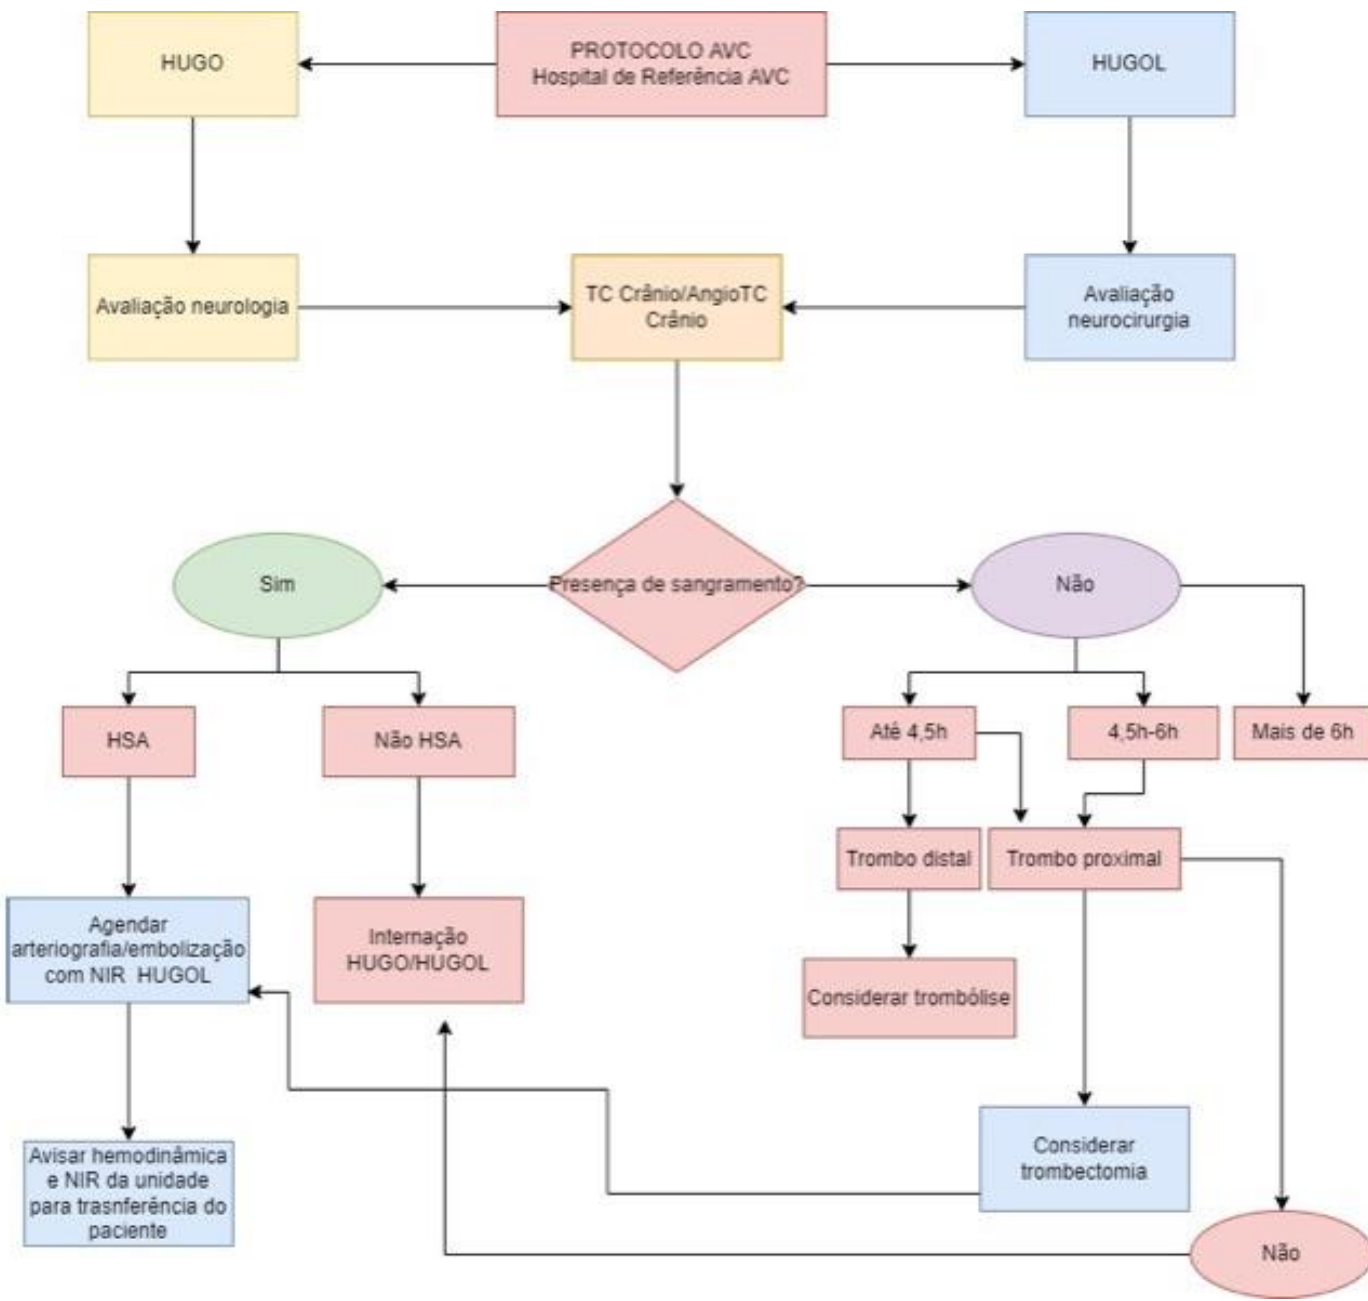 HUGO
PROTOCOLO AVC
Hospital de Referência AVC
HUGOL
Avaliação neurologia
TC Crânio/AngioTC
Crânio
Avaliação
neurocirurgia
Sim
Presença de sangramento?
Não
HSA
Não HSA
Até 4,5h
4,5h-6h
Mais de 6h
Trombo distal
Trombo proximal
Agendar
arteriografia/embolização
com NIR HUGOL
Internação
HUGO/HUGOL
Considerar trombólise
Avisar hemodinâmica
e NIR da unidade
para trasnferência do
paciente
Considerar
trombectomia
Não